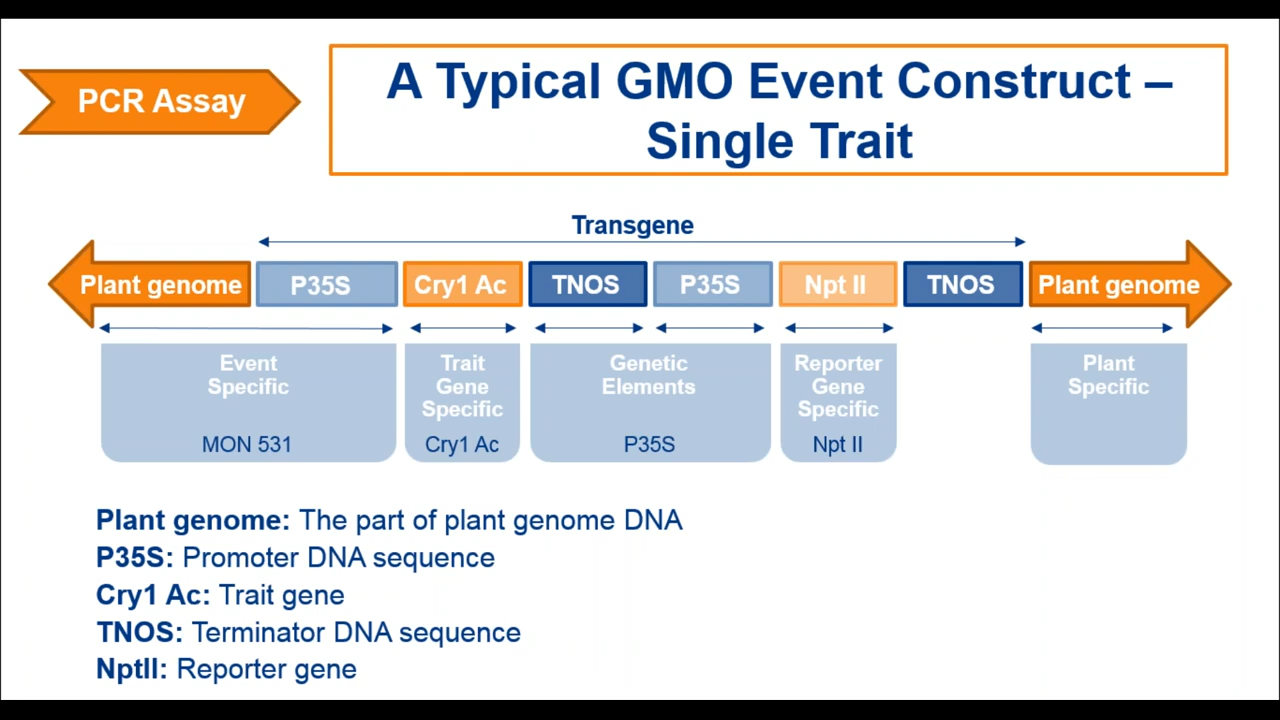 PCR Assay
A Typical GMO Event Construct –
Single Trait
Transgene
Plant genome
P35S
Cry1 Ac
TNOS
P35S
Npt II
TNOS
Plant genome
Event
Specific
MON 531
Trait
Gene
Specific
Cry1 Ac
Genetic
Elements
P35S
Reporter
Gene
Specific
Npt II
Plant
Specific
Plant genome: The part of plant genome DNA
P35S: Promoter DNA sequence
Cry1 Ac: Trait gene
TNOS: Terminator DNA sequence
NptII: Reporter gene